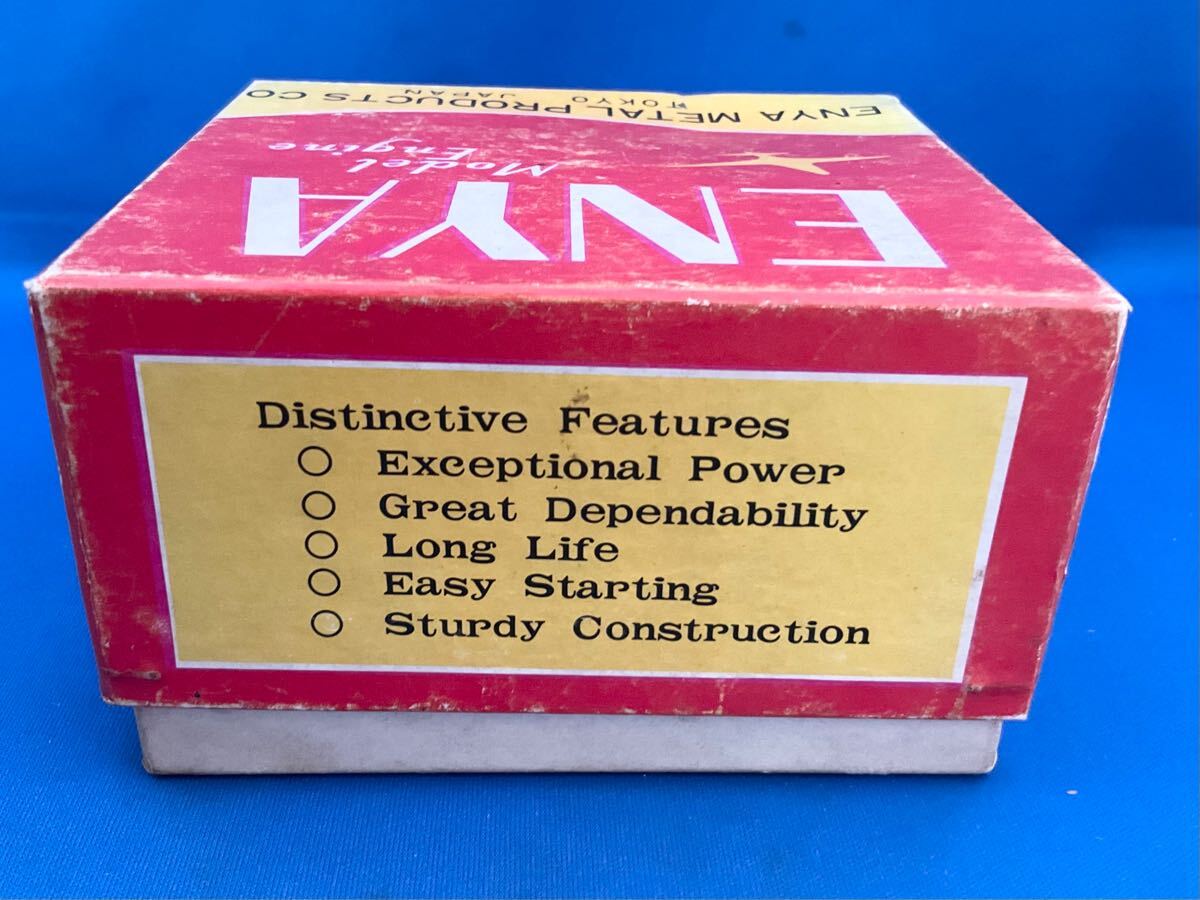 ENYA METAL PRODUCTS CO
TOKYO JAPAN
Model
Engine
ENYA
Distinctive Features
○ Exceptional Power
○ Great Dependability
○ Long Life
○ Easy Starting
○ Sturdy Construction